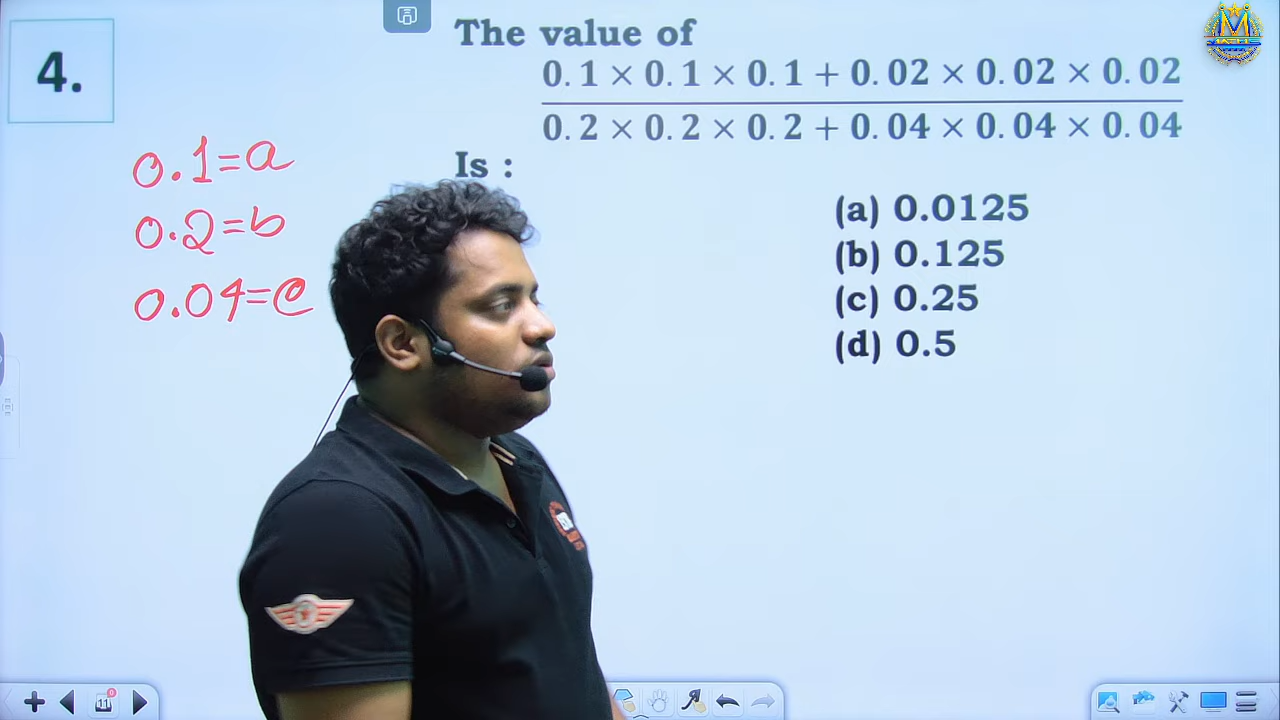 4.
The value of
0.1 × 0.1 × 0.1 + 0.02 × 0.02 × 0.02
0.2 × 0.2 × 0.2 + 0.04 × 0.04 × 0.04
Is :
(a) 0.0125
(b) 0.125
(c) 0.25
(d) 0.5
0.1=a
0.2=b
0.04=c
11